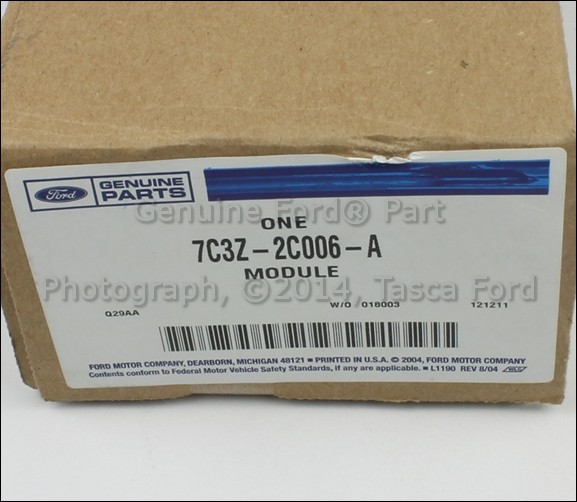 Ford
GENUINE
PARTS
Genuine Ford® Part
ONE
7C3Z-2C006-A
MODULE
Photograph, ©2014, Tasca Ford
W/O 018003 121211
Q29AA
FORD MOTOR COMPANY, DEARBORN, MICHIGAN 48121 ■ PRINTED IN U.S.A. © 2004, FORD MOTOR COMPANY
Contents conform to Federal Motor Vehicle Safety Standards, if any are applicable. ■ L1190 REV 8/04